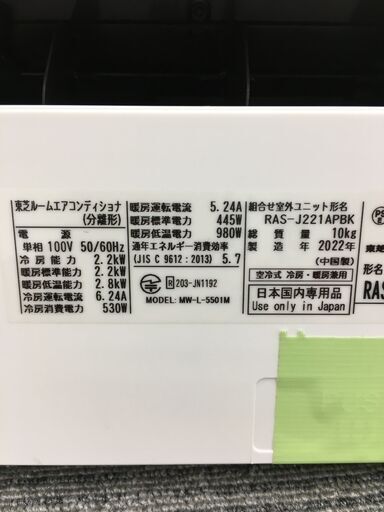 東芝ルームエアコンディショナ
(分離形)
電 源
単相 100V 50/60Hz
冷 房 能 力 2.2kW
暖房標準能力 2.2kW
暖房低温能力 2.8kW
冷房運転電流 6.24A
冷房消費電力 530W
暖房運転電流 5.24A
暖房標準電力 445W
暖房低温電力 980W
通年エネルギー消費効率
(JIS C 9612:2013) 5.7
R 203-JN1192
MODEL: MW-L-5501M
組合せ室外ユニット形名
RAS-J221APBK
総 質 量 10kg
製 造 年 2022年
(中国製)
空冷式 冷房・暖房兼用
日本国内専用品
Use only in Japan
PS
E
東芝
RAS